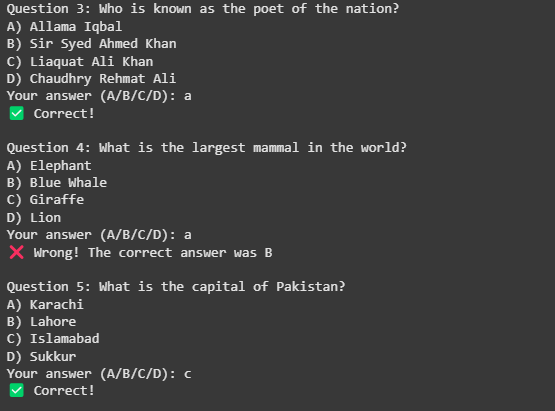 Question 3: Who is known as the poet of the nation?
A) Allama Iqbal
B) Sir Syed Ahmed Khan
C) Liaquat Ali Khan
D) Chaudhry Rehmat Ali
Your answer (A/B/C/D): a
✅ Correct!
Question 4: What is the largest mammal in the world?
A) Elephant
B) Blue Whale
C) Giraffe
D) Lion
Your answer (A/B/C/D): a
❌ Wrong! The correct answer was B
Question 5: What is the capital of Pakistan?
A) Karachi
B) Lahore
C) Islamabad
D) Sukkur
Your answer (A/B/C/D): c
✅ Correct!